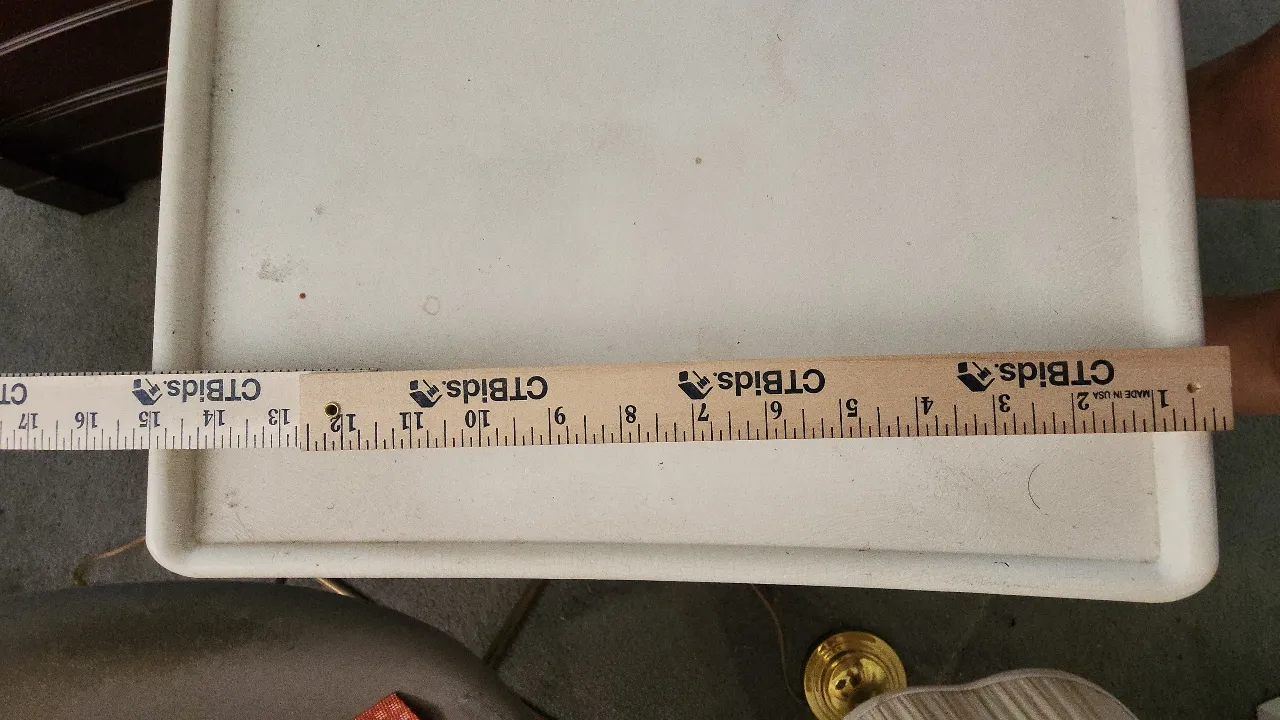 CTBids. CTBids. CTBids. CTBids. CT
MADE IN USA
1 2 3 4 5 6 7 8 9 10 11 12 13 14 15 16 17